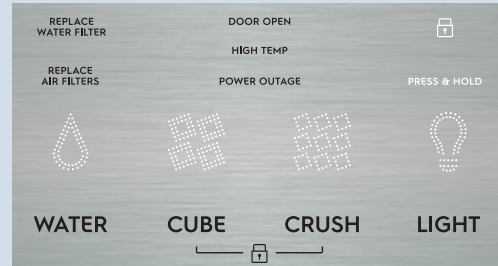 REPLACE
WATER FILTER
DOOR OPEN
HIGH TEMP
REPLACE
AIR FILTERS
POWER OUTAGE
PRESS & HOLD
WATER
CUBE
CRUSH
LIGHT